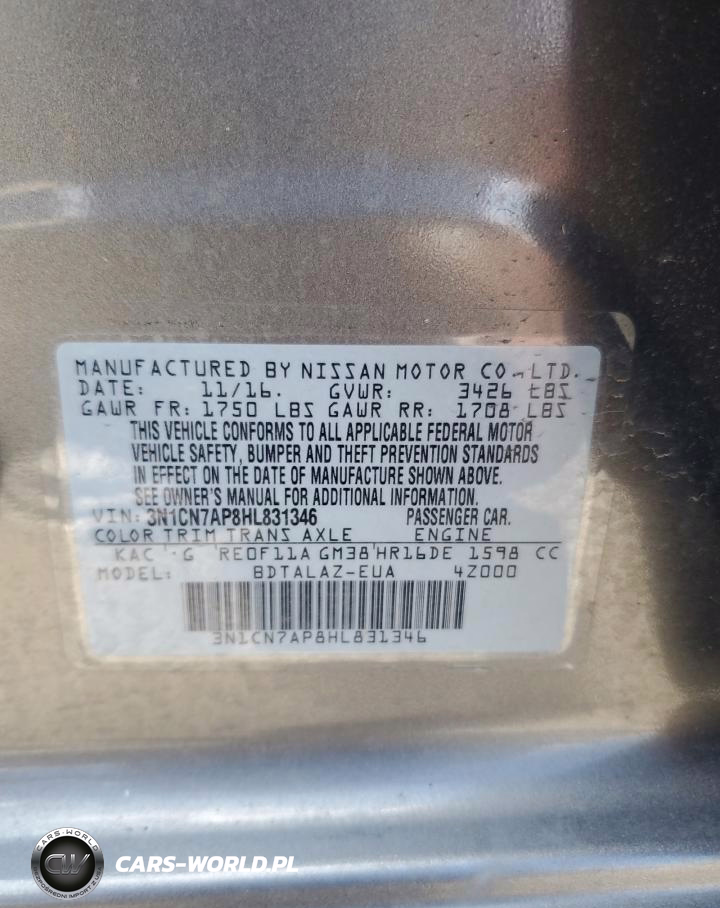 MANUFACTURED BY NISSAN MOTOR CO., LTD.
DATE: 11/16. GVWR: 3426 LBS
GAWR FR: 1750 LBS GAWR RR: 1708 LBS
THIS VEHICLE CONFORMS TO ALL APPLICABLE FEDERAL MOTOR
VEHICLE SAFETY, BUMPER AND THEFT PREVENTION STANDARDS
IN EFFECT ON THE DATE OF MANUFACTURE SHOWN ABOVE.
SEE OWNER'S MANUAL FOR ADDITIONAL INFORMATION.
VIN: 3N1CN7AP8HL831346 PASSENGER CAR.
COLOR TRIM TRANS AXLE ENGINE
KAC G RE0F11A GM38 HR16DE 1598 CC
MODEL: BDTALAZ-EUA 4Z000
3N1CN7AP8HL831346
CARS-WORLD
CW
CARS-WORLD.PL